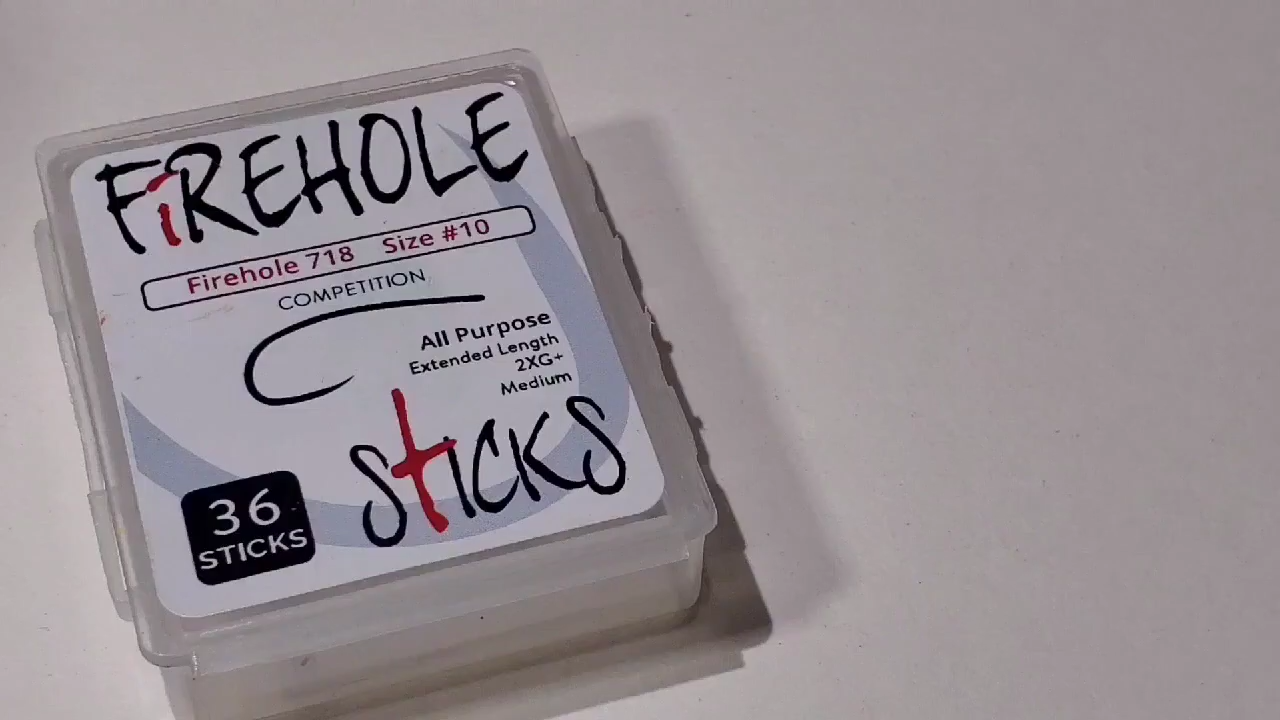 FiREHOLE
Firehole 718 Size #10
COMPETITION
All Purpose
Extended Length
2XG+
Medium
STICKS
36
STICKS